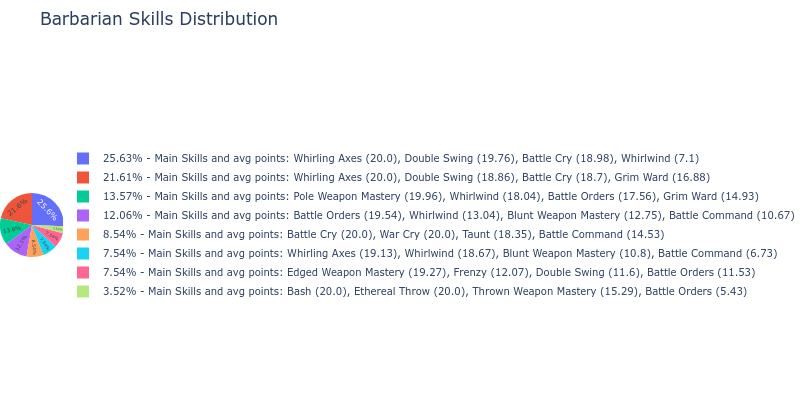 Barbarian Skills Distribution
25.63% - Main Skills and avg points: Whirling Axes (20.0), Double Swing (19.76), Battle Cry (18.98), Whirlwind (7.1)
21.61% - Main Skills and avg points: Whirling Axes (20.0), Double Swing (18.86), Battle Cry (18.7), Grim Ward (16.88)
13.57% - Main Skills and avg points: Pole Weapon Mastery (19.96), Whirlwind (18.04), Battle Orders (17.56), Grim Ward (14.93)
12.06% - Main Skills and avg points: Battle Orders (19.54), Whirlwind (13.04), Blunt Weapon Mastery (12.75), Battle Command (10.67)
8.54% - Main Skills and avg points: Battle Cry (20.0), War Cry (20.0), Taunt (18.35), Battle Command (14.53)
7.54% - Main Skills and avg points: Whirling Axes (19.13), Whirlwind (18.67), Blunt Weapon Mastery (10.8), Battle Command (6.73)
7.54% - Main Skills and avg points: Edged Weapon Mastery (19.27), Frenzy (12.07), Double Swing (11.6), Battle Orders (11.53)
3.52% - Main Skills and avg points: Bash (20.0), Ethereal Throw (20.0), Thrown Weapon Mastery (15.29), Battle Orders (5.43)
25.6%
21.6%
13.6%
12.1%
8.54%
7.54%
7.54%
3.52%